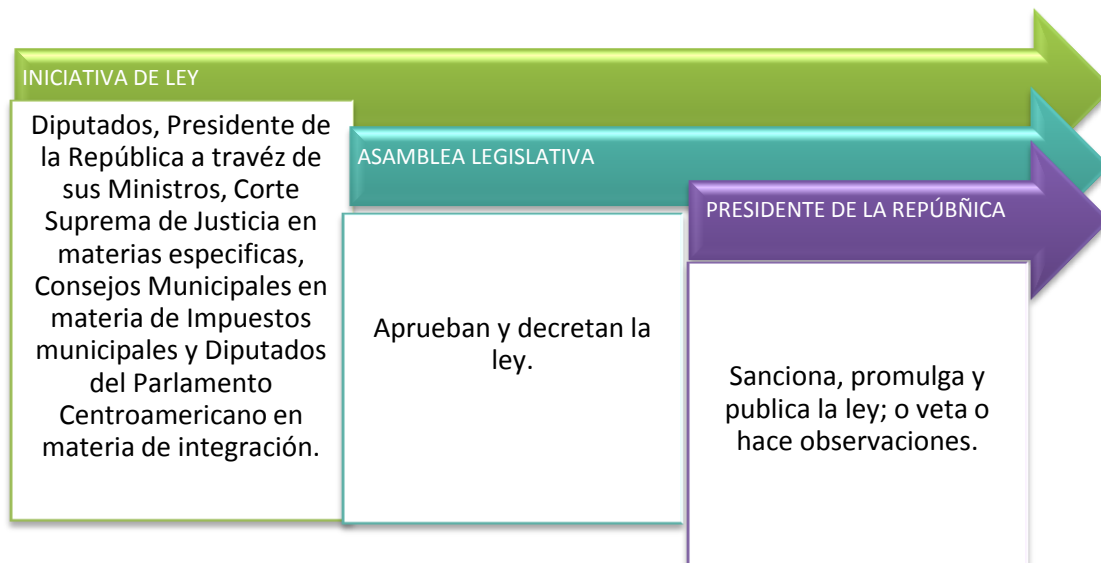 INICIATIVA DE LEY
Diputados, Presidente de
la República a travéz de
sus Ministros, Corte
Suprema de Justicia en
materias especificas,
Consejos Municipales en
materia de Impuestos
municipales y Diputados
del Parlamento
Centroamericano en
materia de integración.
ASAMBLEA LEGISLATIVA
Aprueban y decretan la
ley.
PRESIDENTE DE LA REPÚBÑICA
Sanciona, promulga y
publica la ley; o veta o
hace observaciones.